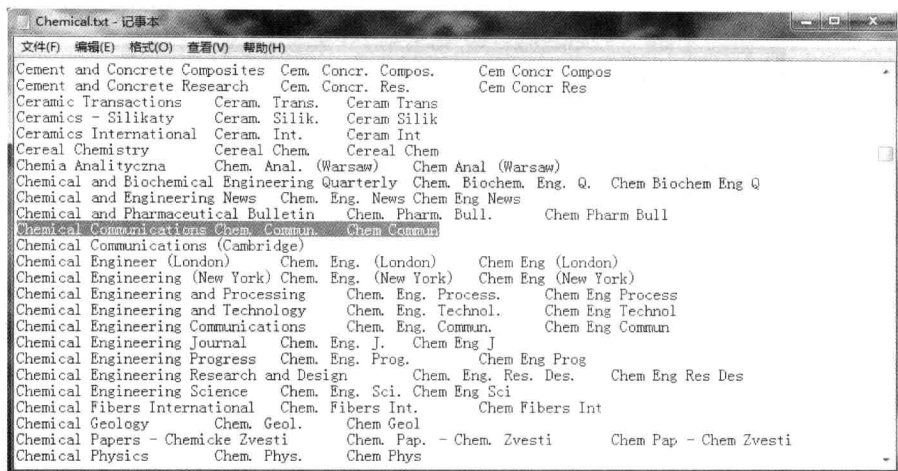 Chemical.txt - 记事本
文件(F) 编辑(E) 格式(O) 查看(V) 帮助(H)
Cement and Concrete Composites Cem. Concr. Compos. Cem Concr Compos
Cement and Concrete Research Cem. Concr. Res. Cem Concr Res
Ceramic Transactions Ceram. Trans. Ceram Trans
Ceramics - Silikaty Ceram. Silik. Ceram Silik
Ceramics International Ceram. Int. Ceram Int
Cereal Chemistry Cereal Chem. Cereal Chem
Chemia Analityczna Chem. Anal. (Warsaw) Chem Anal (Warsaw)
Chemical and Biochemical Engineering Quarterly Chem. Biochem. Eng. Q. Chem Biochem Eng Q
Chemical and Engineering News Chem. Eng. News Chem Eng News
Chemical and Pharmaceutical Bulletin Chem. Pharm. Bull. Chem Pharm Bull
Chemical Communications Chem. Commun. Chem Commun
Chemical Communications (Cambridge)
Chemical Engineer (London) Chem. Eng. (London) Chem Eng (London)
Chemical Engineering (New York) Chem. Eng. (New York) Chem Eng (New York)
Chemical Engineering and Processing Chem. Eng. Process. Chem Eng Process
Chemical Engineering and Technology Chem. Eng. Technol. Chem Eng Technol
Chemical Engineering Communications Chem. Eng. Commun. Chem Eng Commun
Chemical Engineering Journal Chem. Eng. J. Chem Eng J
Chemical Engineering Progress Chem. Eng. Prog. Chem Eng Prog
Chemical Engineering Research and Design Chem. Eng. Res. Des. Chem Eng Res Des
Chemical Engineering Science Chem. Eng. Sci. Chem Eng Sci
Chemical Fibers International Chem. Fibers Int. Chem Fibers Int
Chemical Geology Chem. Geol. Chem Geol
Chemical Papers - Chemicke Zvesti Chem. Pap. - Chem. Zvesti Chem Pap - Chem Zvesti
Chemical Physics Chem. Phys. Chem Phys